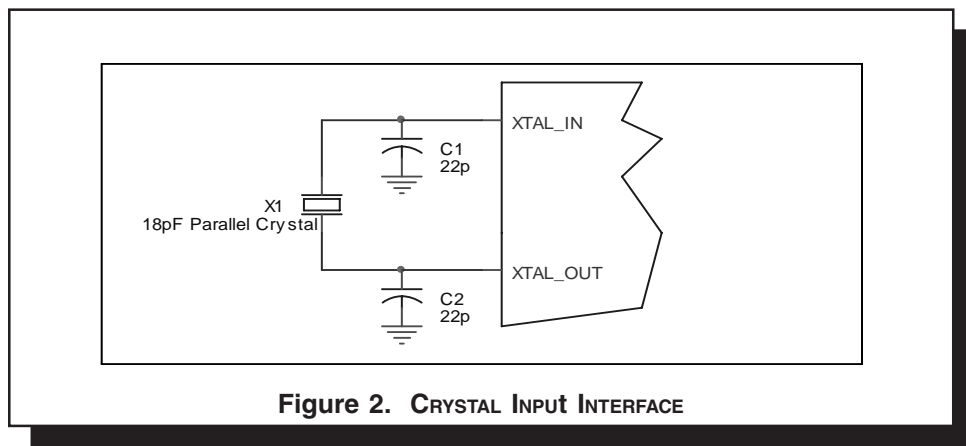 XTAL_IN
C1
22p
X1
18pF Parallel Crystal
XTAL_OUT
C2
22p
Figure 2. CRYSTAL INPUT INTERFACE